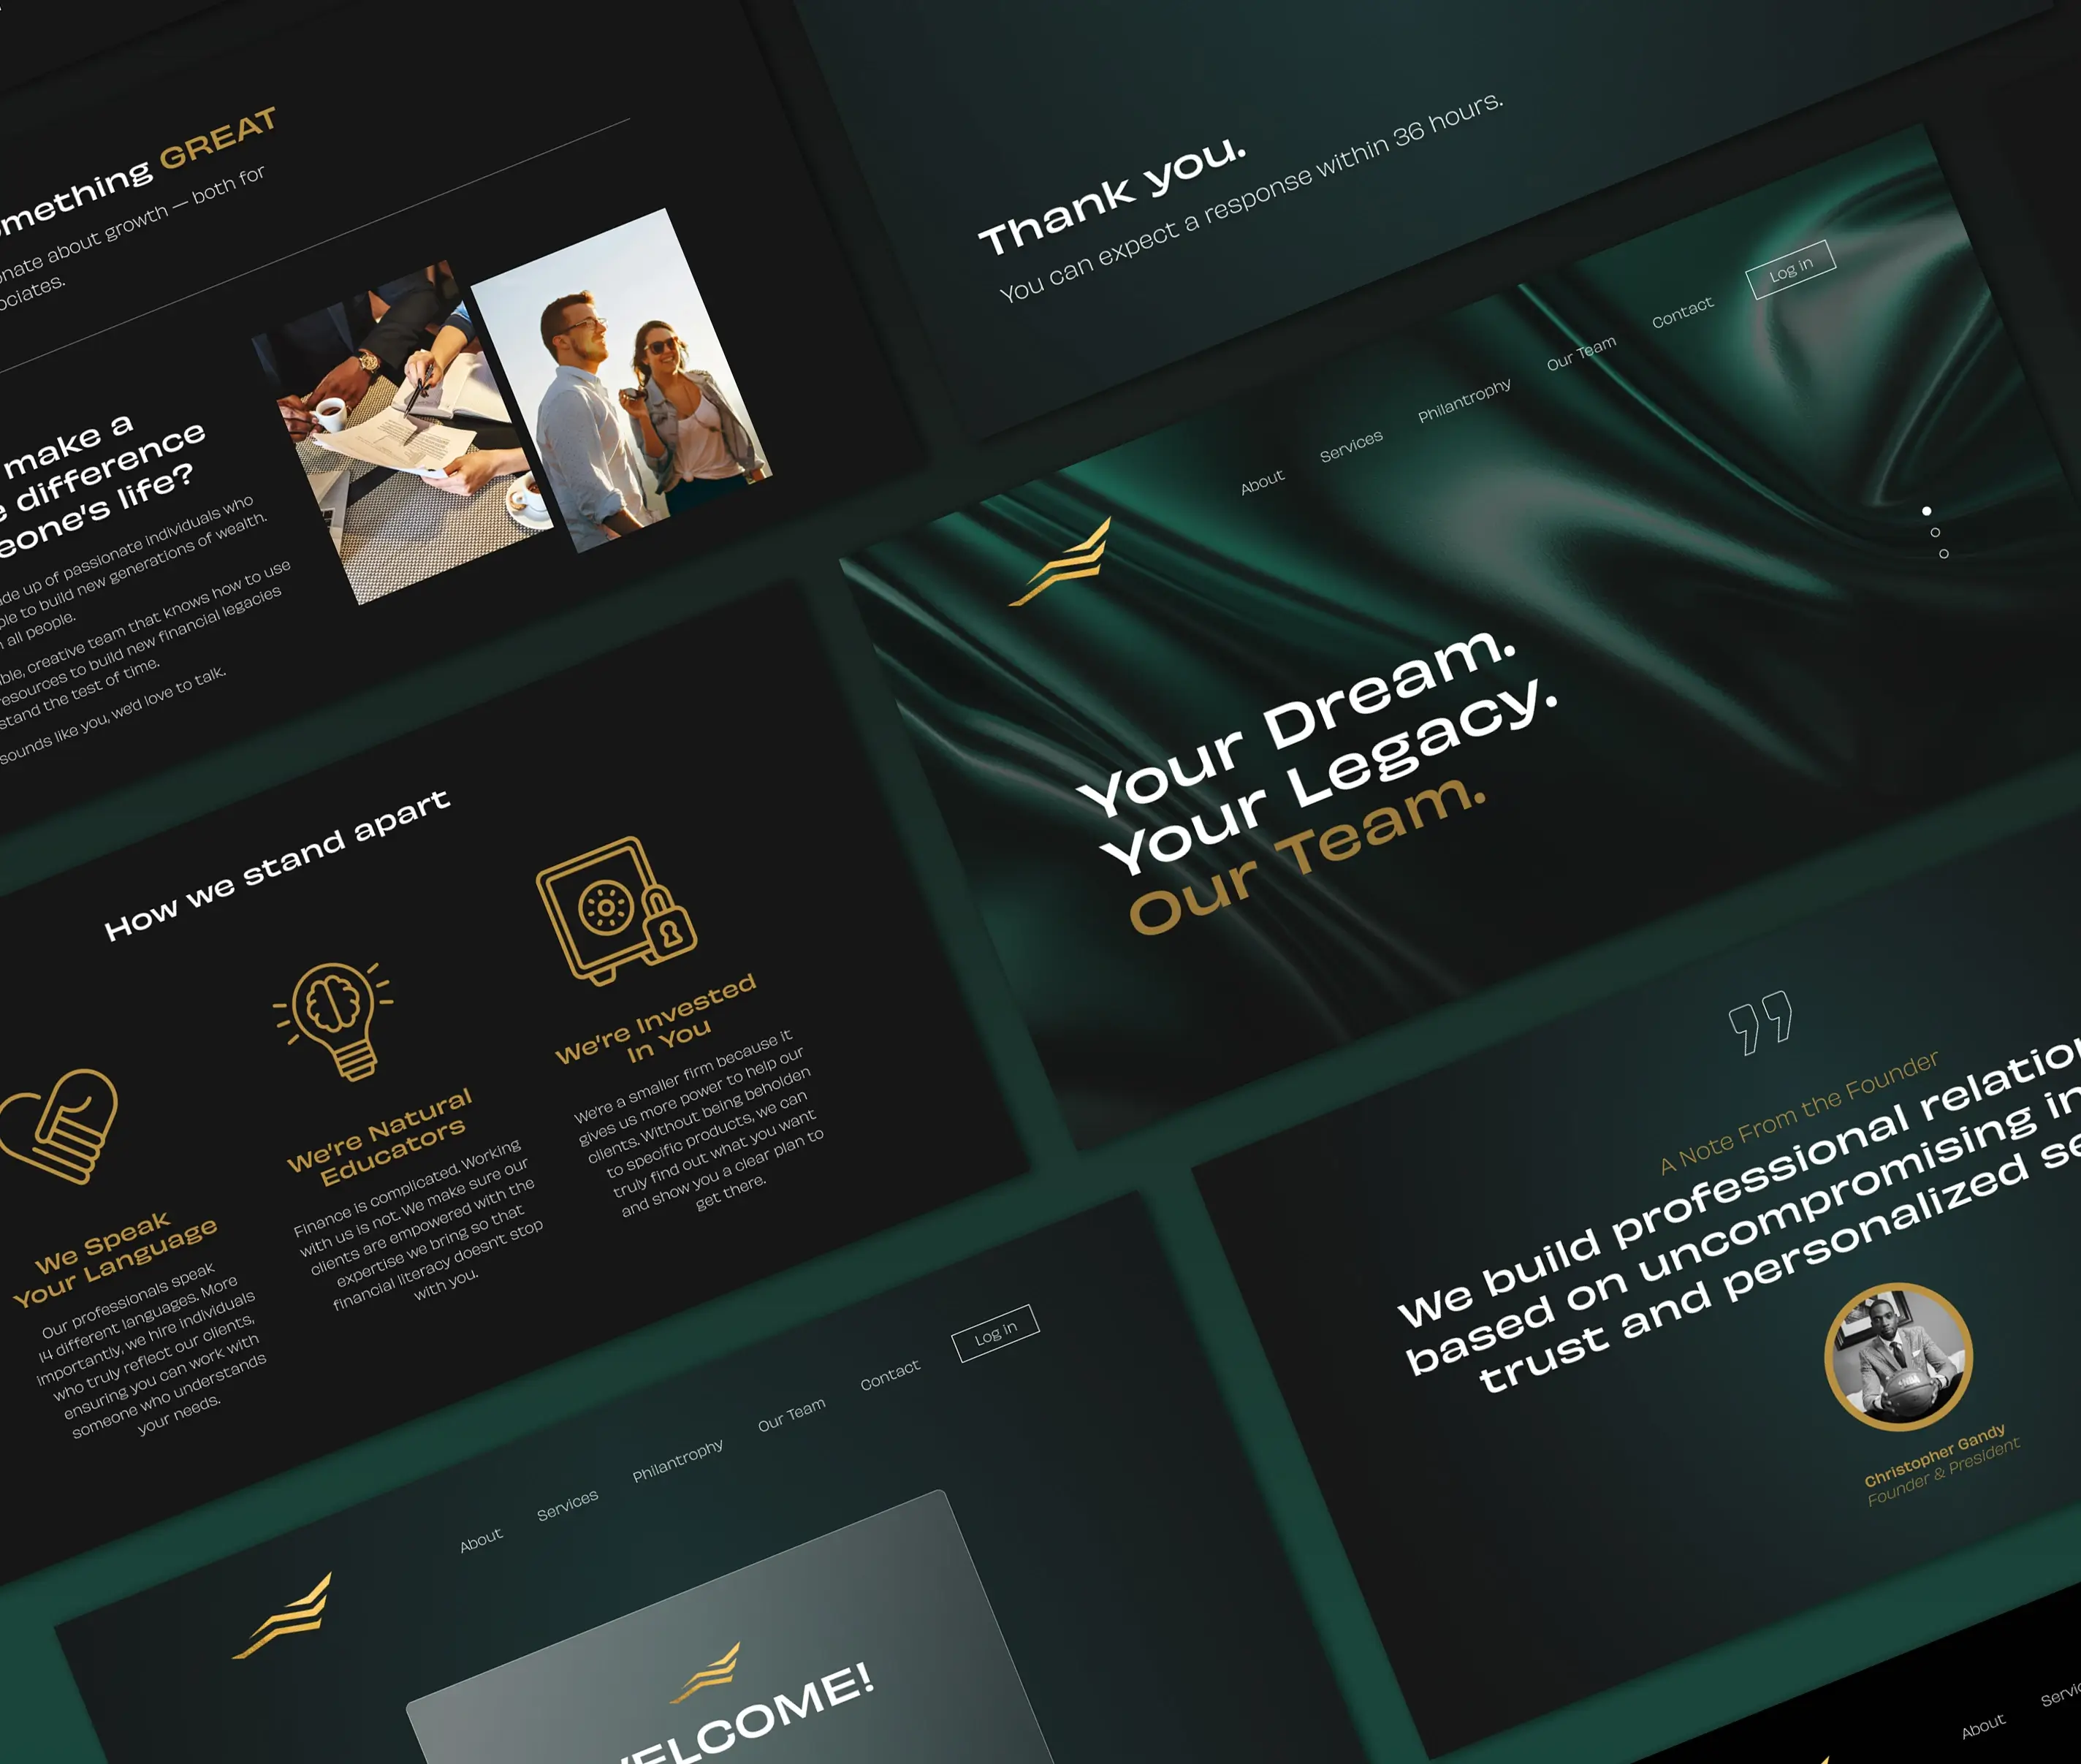 mething GREAT
nate about growth — both for
ociates.
make a
difference
eone's life?
de up of passionate individuals who
ple to build new generations of wealth.
all people.
ble, creative team that knows how to use
resources to build new financial legacies
stand the test of time.
sounds like you, we'd love to talk.
Thank you.
You can expect a response within 36 hours.
About
Services
Philantrophy
Our Team
Contact
Log in
Your Dream.
Your Legacy.
Our Team.
How we stand apart
We Speak
Your Language
Our professionals speak
14 different languages. More
importantly, we hire individuals
who truly reflect our clients,
ensuring you can work with
someone who understands
your needs.
We're Natural
Educators
Finance is complicated. Working
with us is not. We make sure our
clients are empowered with the
expertise we bring so that
financial literacy doesn't stop
with you.
We're Invested
In You
We're a smaller firm because it
gives us more power to help our
clients. Without being beholden
to specific products, we can
truly find out what you want
and show you a clear plan to
get there.
A Note From the Founder
We build professional relation
based on uncompromising in
trust and personalized se
Christopher Gandy
Founder & President
About
Services
Philantrophy
Our Team
Contact
Log in
ELCOME!
About
Servic